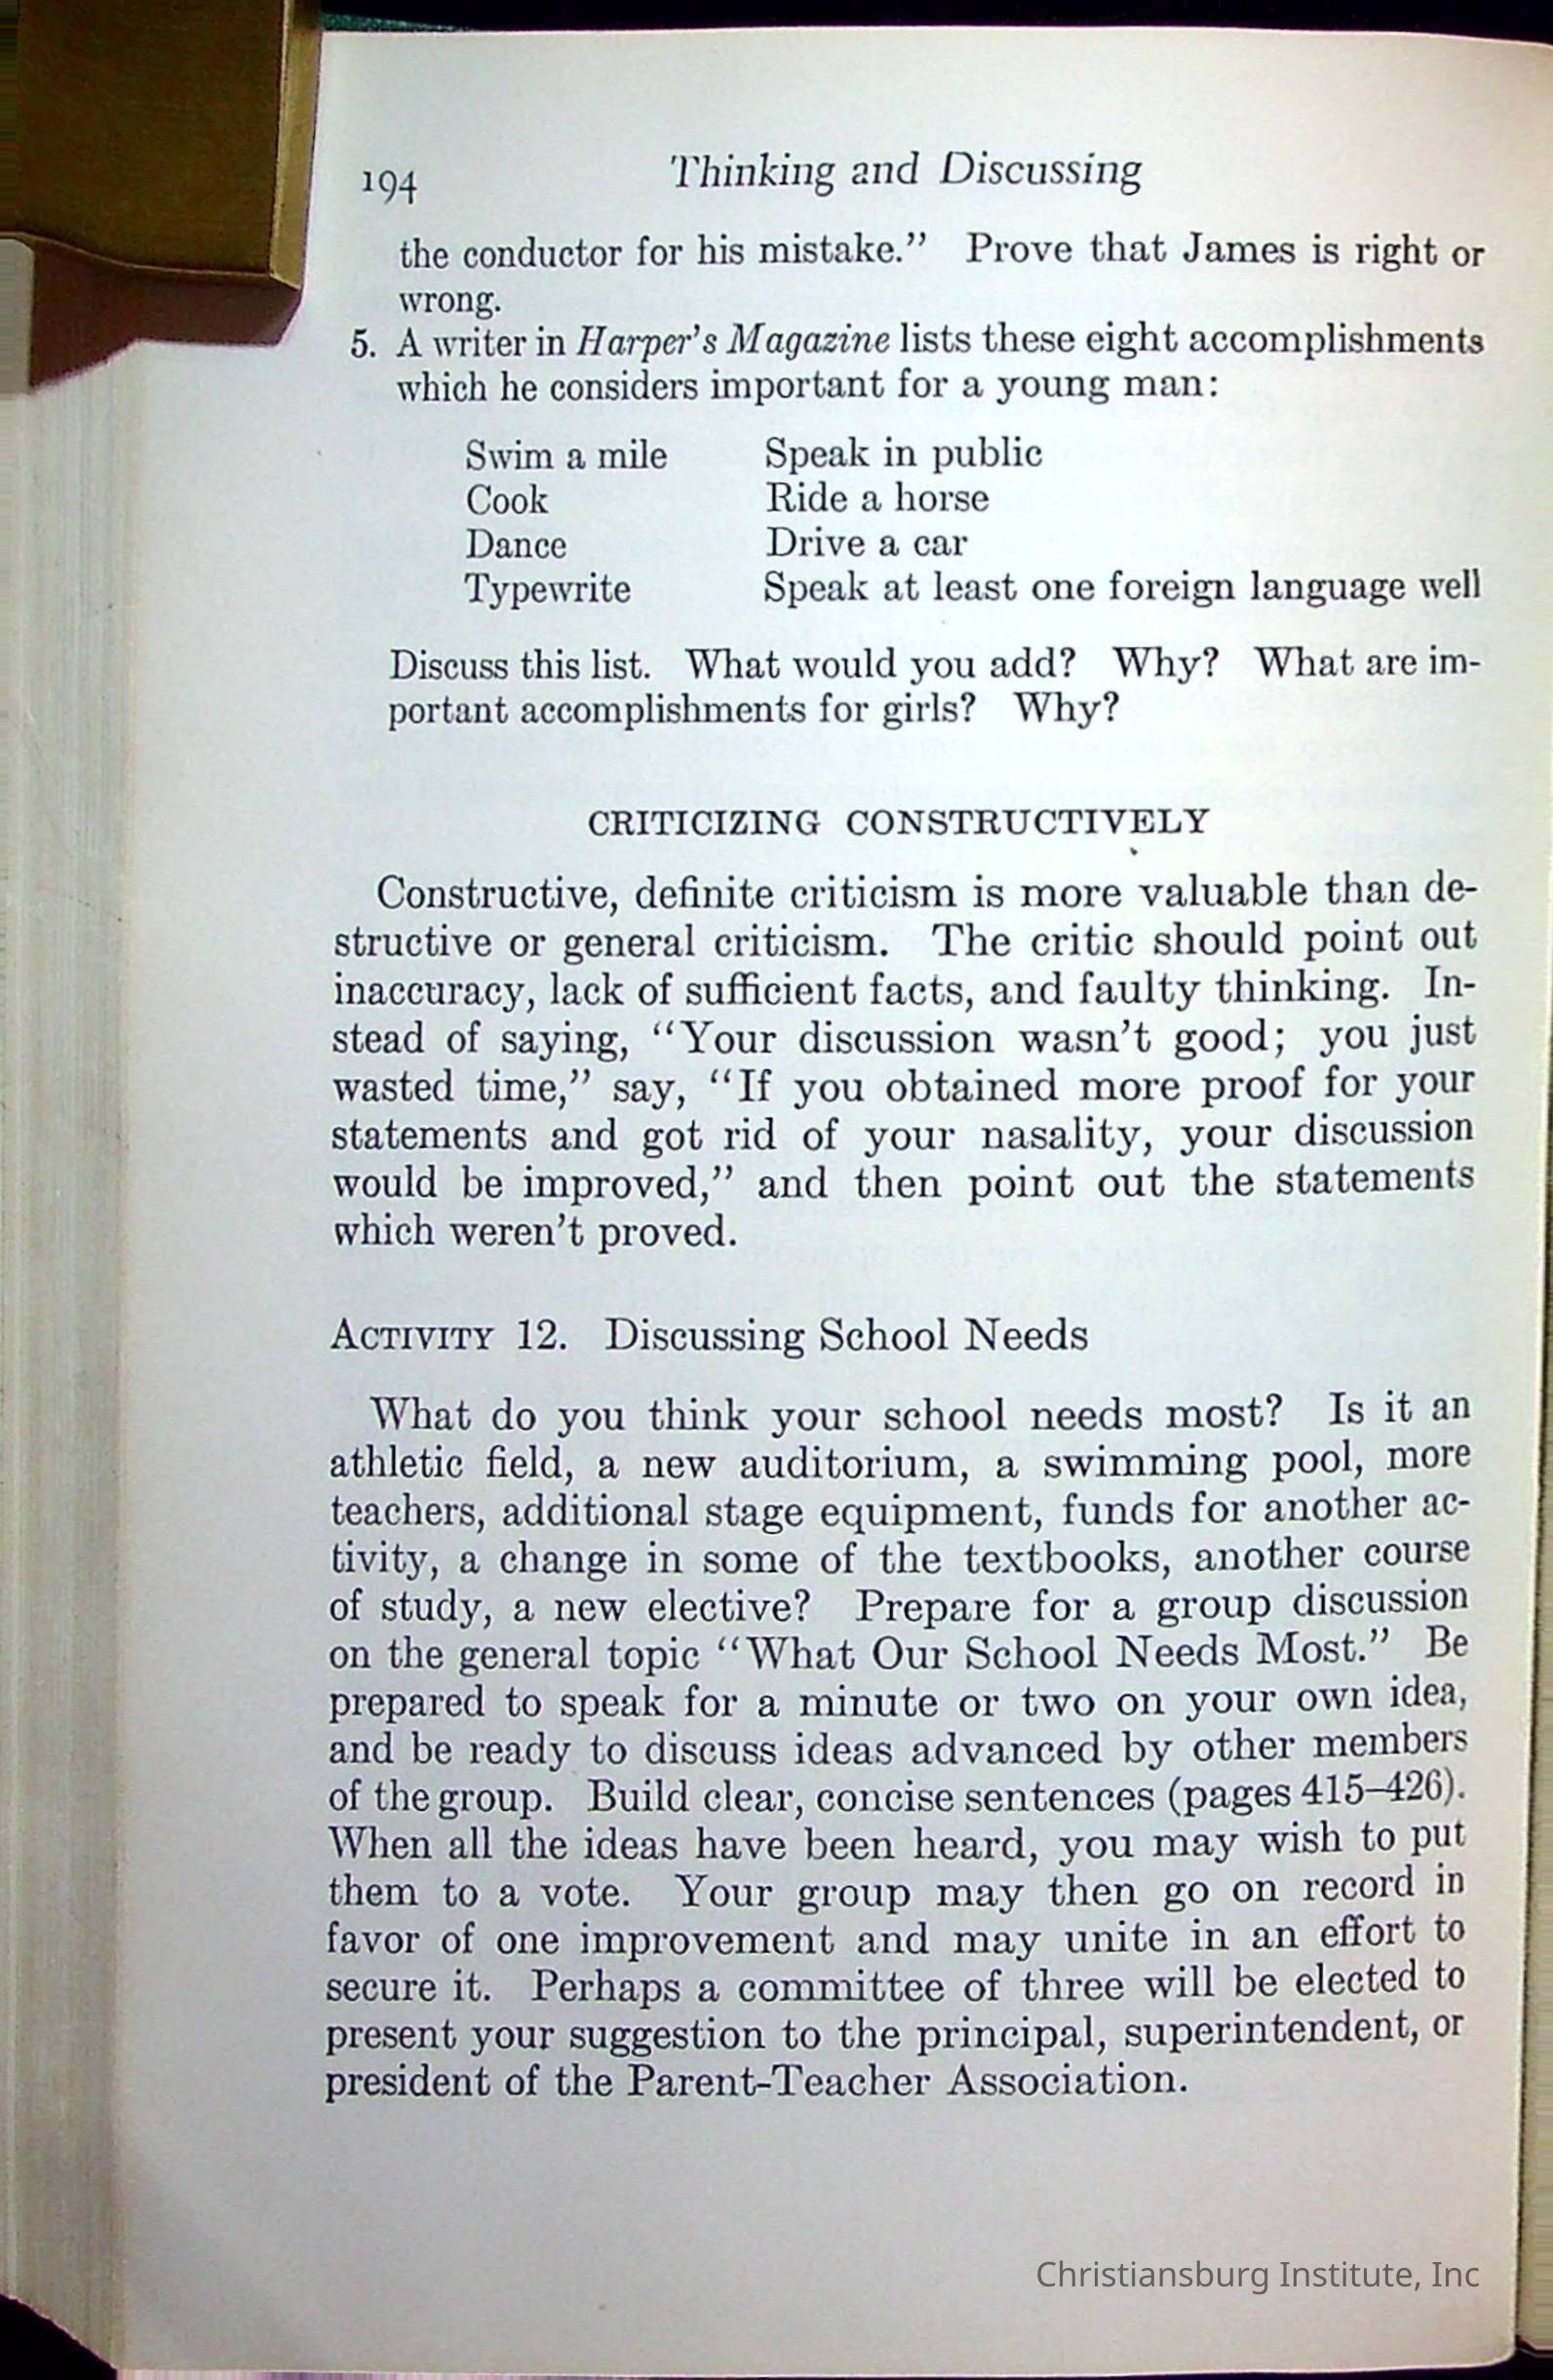 194 Thinking and Discussing
the conductor for his mistake.” Prove that James is right or
wrong.
5. A writer in Harper's Magazine lists these eight accomplishments
which he considers important for a young man:
Swim a mile Speak in public
Cook Ride a horse
Dance Drive a car
Typewrite Speak at least one foreign language well
Discuss this list. What would you add? Why? What are im-
portant accomplishments for girls? Why?
CRITICIZING CONSTRUCTIVELY
Constructive, definite criticism is more valuable than de-
structive or general criticism. The critic should point out
inaccuracy, lack of sufficient facts, and faulty thinking. In-
stead of saying, “Your discussion wasn't good; you just
wasted time,” say, “If you obtained more proof for your
statements and got rid of your nasality, your discussion
would be improved,” and then point out the statements
which weren't proved.
ACTIVITY 12. Discussing School Needs
What do you think your school needs most? Is it an
athletic field, a new auditorium, a swimming pool, more
teachers, additional stage equipment, funds for another ac-
tivity, a change in some of the textbooks, another course
of study, a new elective? Prepare for a group discussion
on the general topic “What Our School Needs Most.” Be
prepared to speak for a minute or two on your own idea,
and be ready to discuss ideas advanced by other members
of the group. Build clear, concise sentences (pages 415–426).
When all the ideas have been heard, you may wish to put
them to a vote. Your group may then go on record in
favor of one improvement and may unite in an effort to
secure it. Perhaps a committee of three will be elected to
present your suggestion to the principal, superintendent, or
president of the Parent-Teacher Association.
Christiansburg Institute, Inc